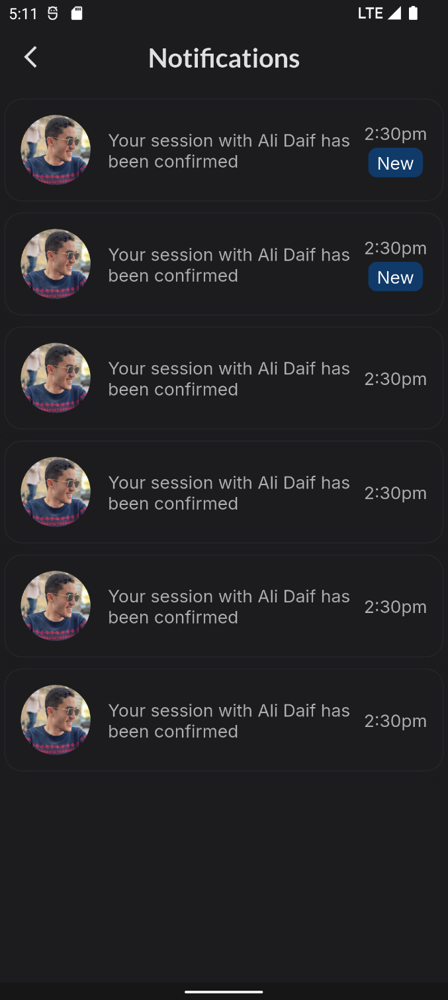 5:11 LTE
Notifications
Your session with Ali Daif has
been confirmed
2:30pm
New
Your session with Ali Daif has
been confirmed
2:30pm
New
Your session with Ali Daif has
been confirmed
2:30pm
Your session with Ali Daif has
been confirmed
2:30pm
Your session with Ali Daif has
been confirmed
2:30pm
Your session with Ali Daif has
been confirmed
2:30pm